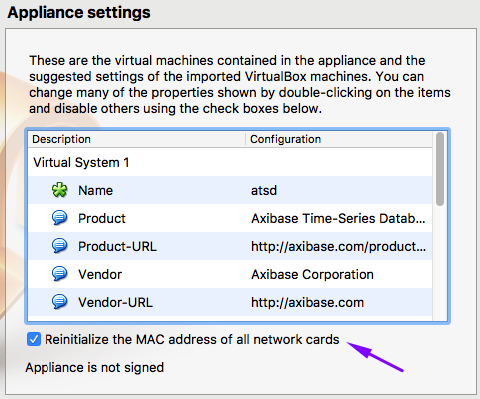 Appliance settings
These are the virtual machines contained in the appliance and the
suggested settings of the imported VirtualBox machines. You can
change many of the properties shown by double-clicking on the items
and disable others using the check boxes below.
Description Configuration
Virtual System 1
Name atsd
Product Axibase Time-Series Datab...
Product-URL http://axibase.com/product...
Vendor Axibase Corporation
Vendor-URL http://axibase.com
Reinitialize the MAC address of all network cards
Appliance is not signed